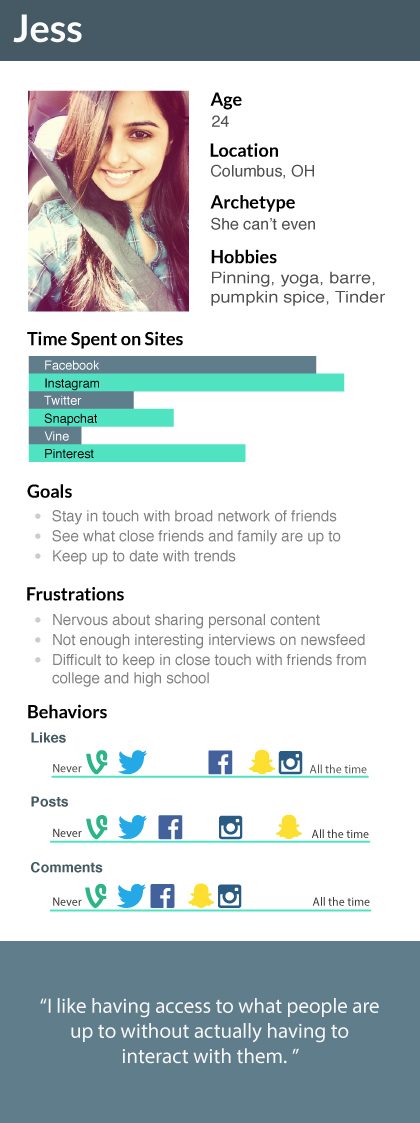 Jess
Age
24
Location
Columbus, OH
Archetype
She can't even
Hobbies
Pinning, yoga, barre,
pumpkin spice, Tinder
Time Spent on Sites
Facebook
Instagram
Twitter
Snapchat
Vine
Pinterest
Goals
Stay in touch with broad network of friends
See what close friends and family are up to
Keep up to date with trends
Frustrations
Nervous about sharing personal content
Not enough interesting interviews on newsfeed
Difficult to keep in close touch with friends from
college and high school
Behaviors
Likes
Never All the time
Posts
Never All the time
Comments
Never All the time
“I like having access to what people are
up to without actually having to
interact with them. ”